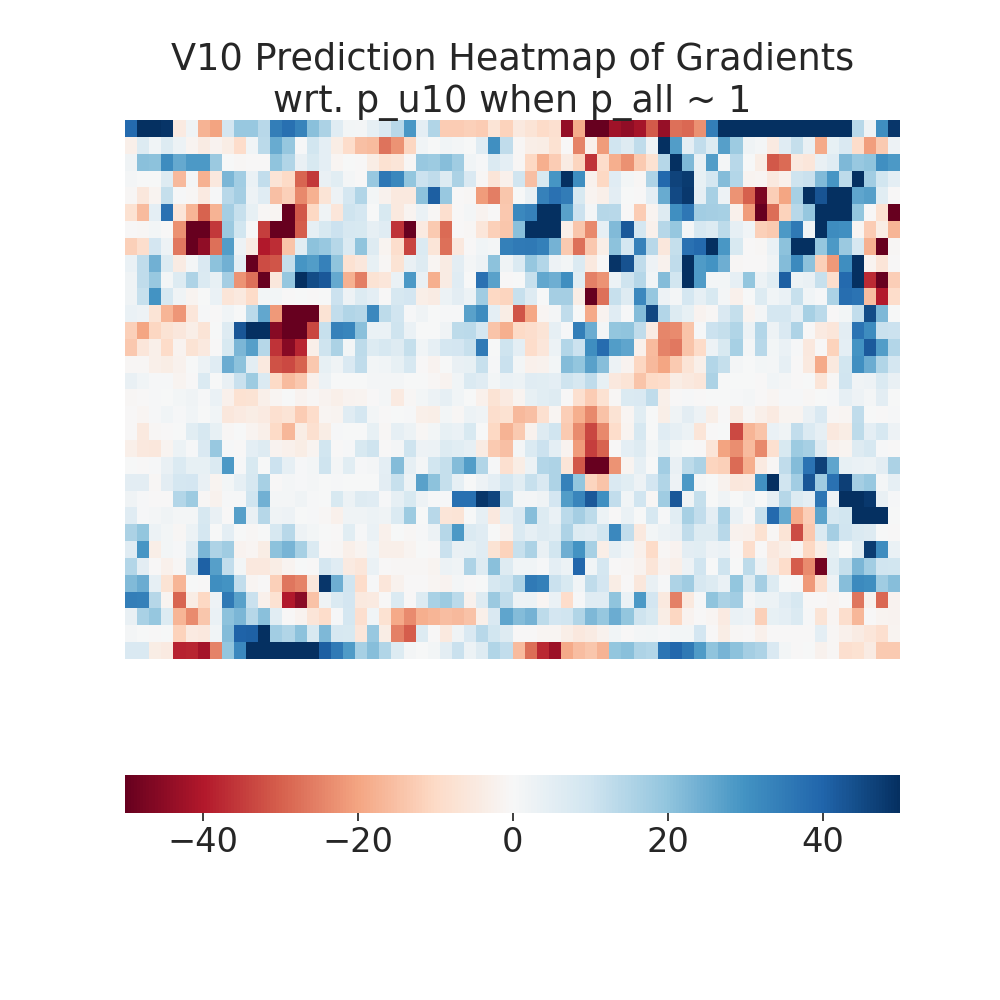 V10 Prediction Heatmap of Gradients
wrt. p_u10 when p_all ~ 1
−40 −20 0 20 40